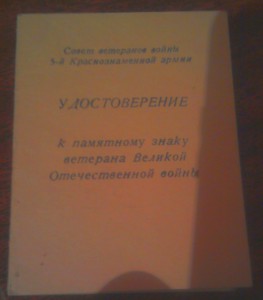 Совет ветеранов войны
5-й Краснознаменной армии
УДОСТОВЕРЕНИЕ
к памятному знаку
ветерана Великой
Отечественной войны